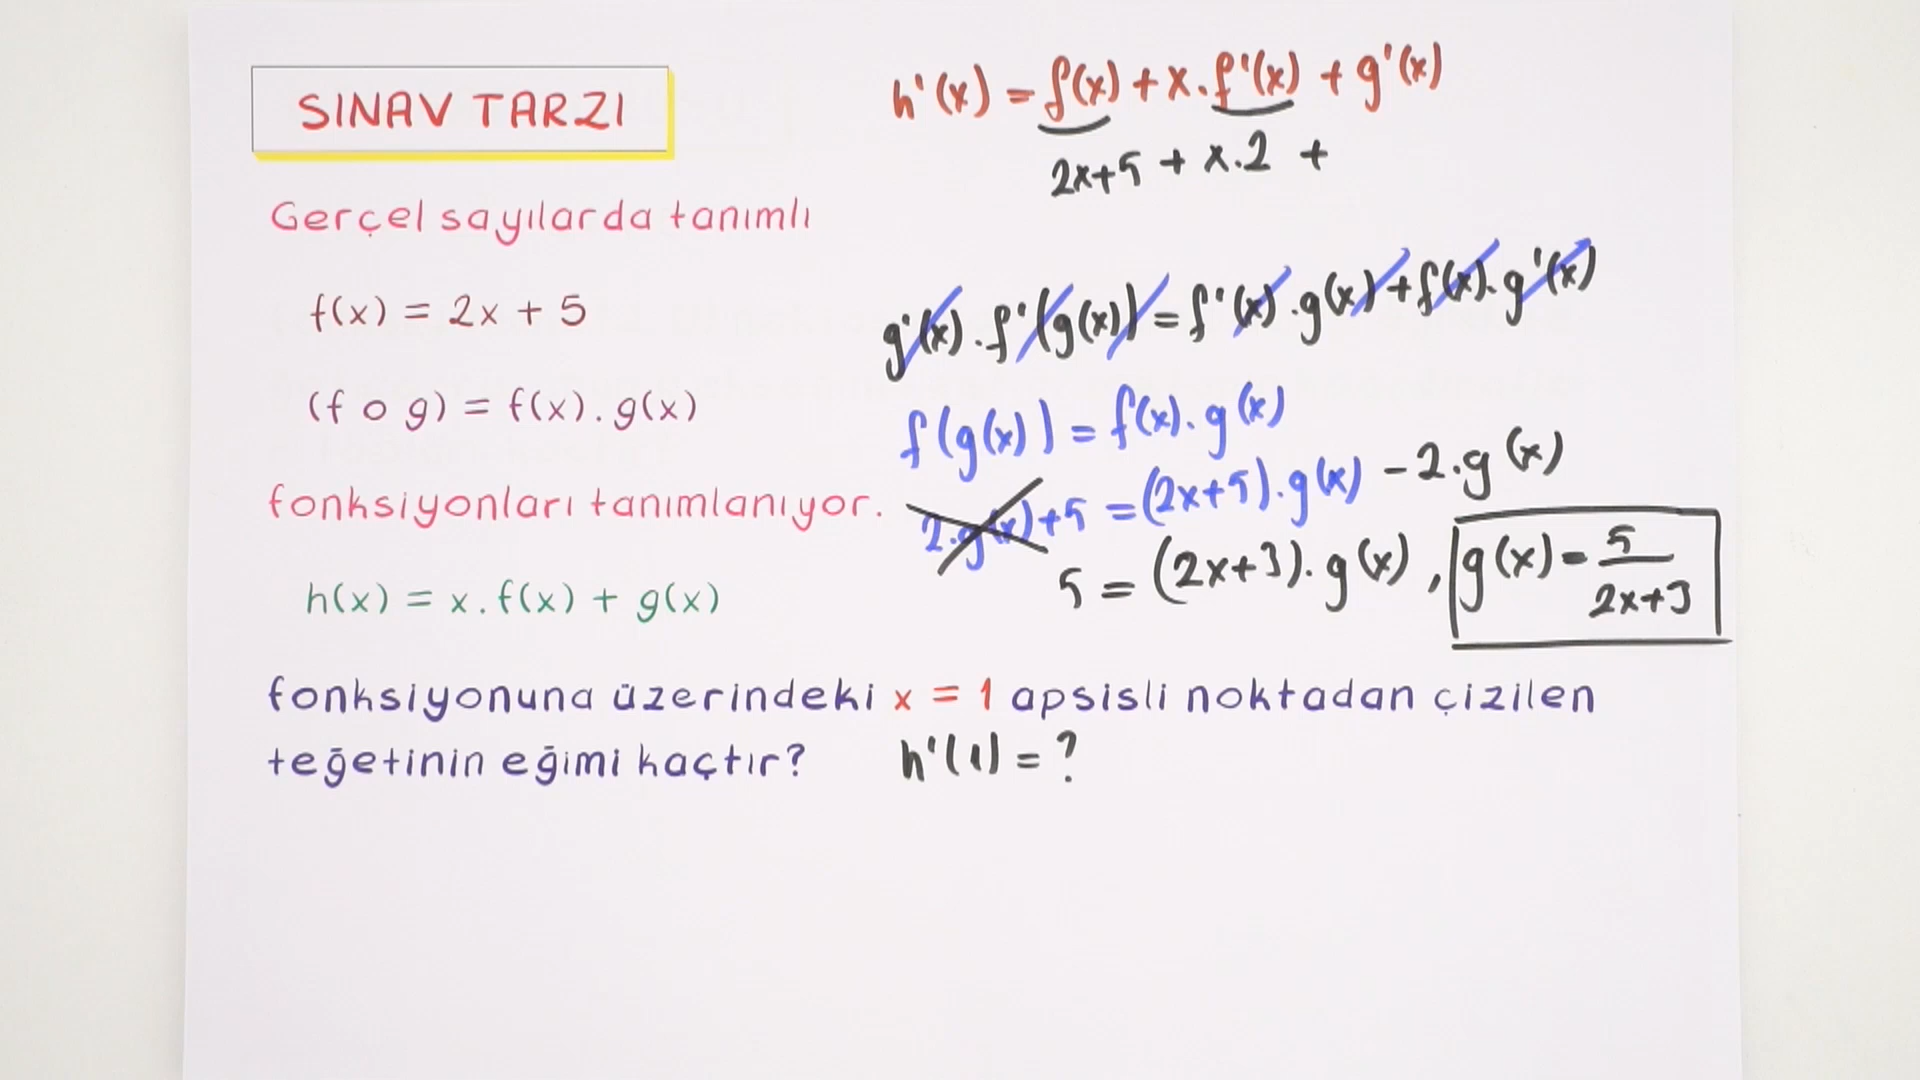 SINAV TARZI
Gerçel sayılarda tanımlı
f(x) = 2x + 5
(f o g) = f(x) . g(x)
fonksiyonları tanımlanıyor.
h(x) = x . f(x) + g(x)
fonksiyonuna üzerindeki x = 1 apsisli noktadan çizilen
teğetinin eğimi kaçtır? h'(1) = ?
h'(x) = f(x) + x . f'(x) + g'(x)
2x+5 + x.2 +
g'(x) . f'(g(x)) = f'(x) . g(x) + f(x) . g'(x)
f(g(x)) = f(x) . g(x)
2.g(x)+5 = (2x+5) . g(x) - 2.g(x)
5 = (2x+3) . g(x) , g(x) = 5/2x+3